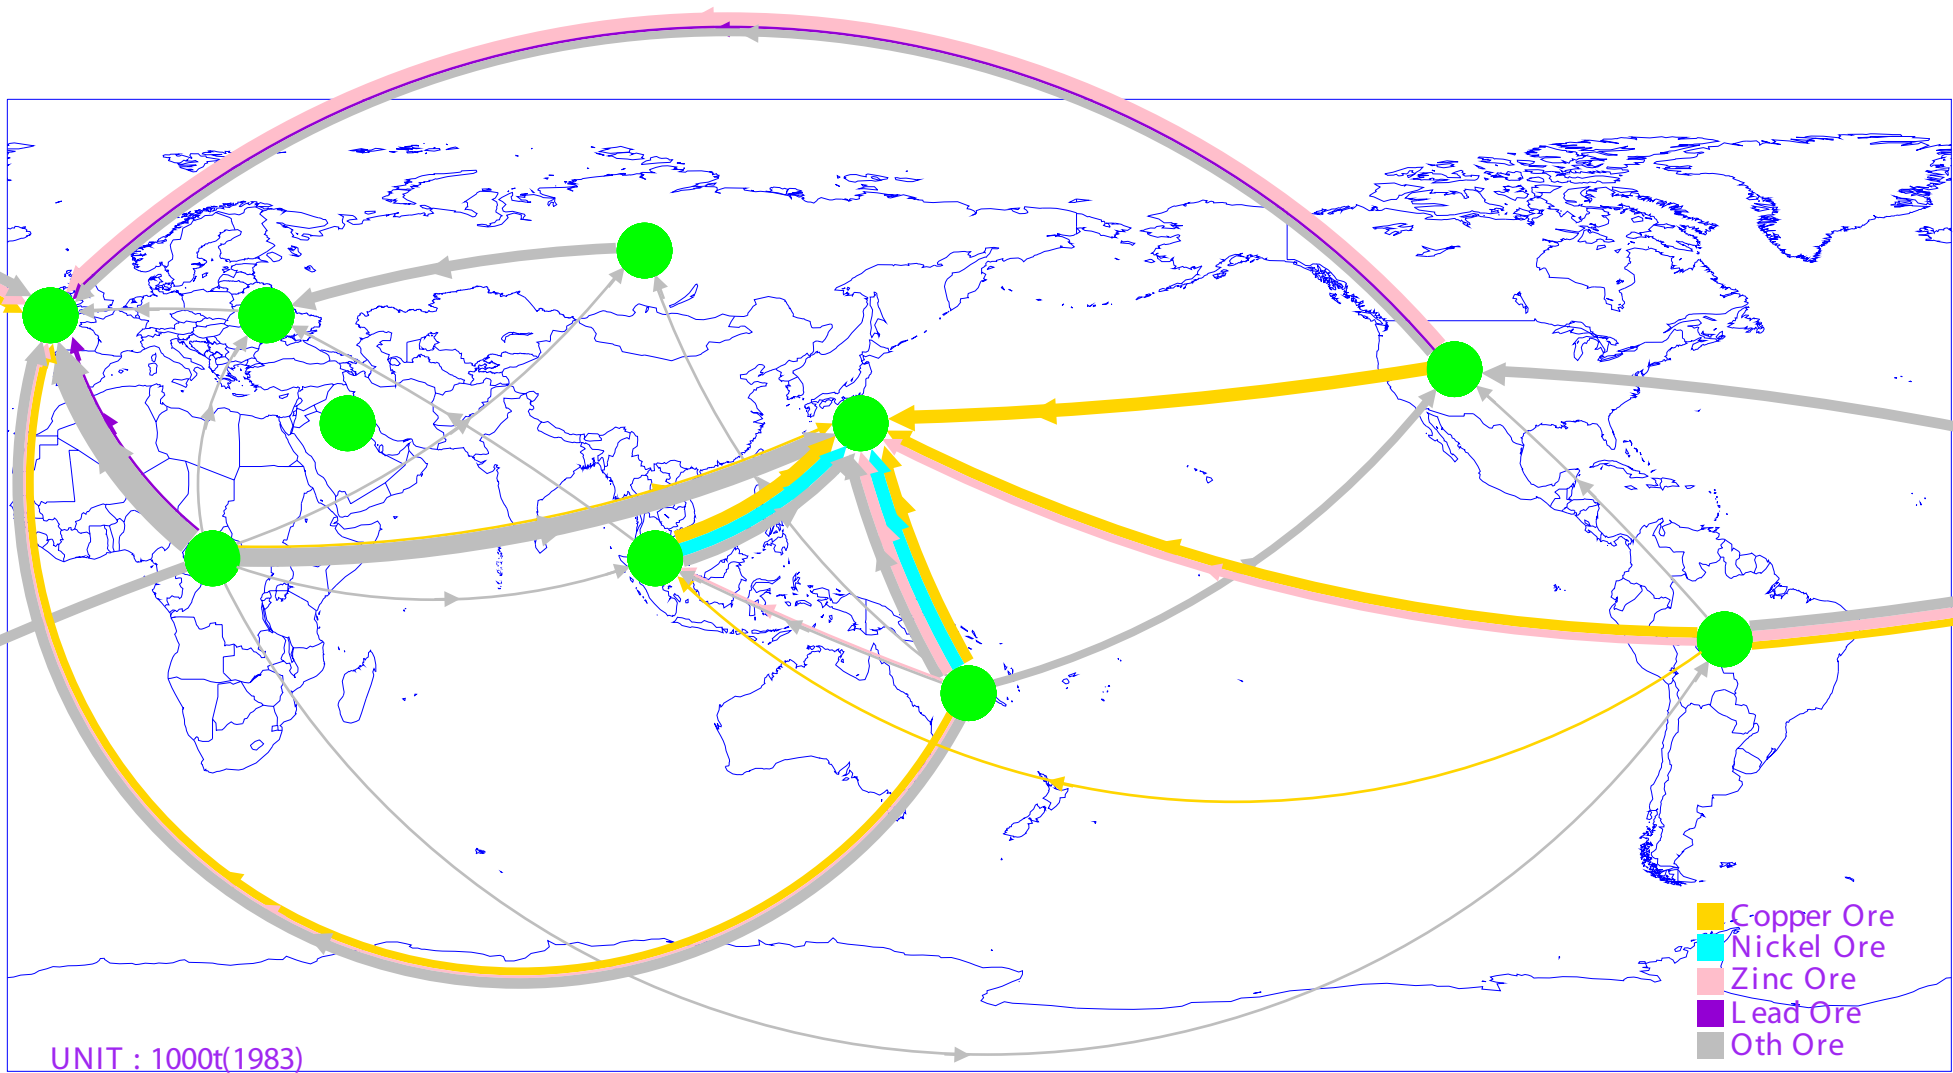 Copper Ore
Nickel Ore
Zinc Ore
Lead Ore
Oth Ore
UNIT : 1000t(1983)